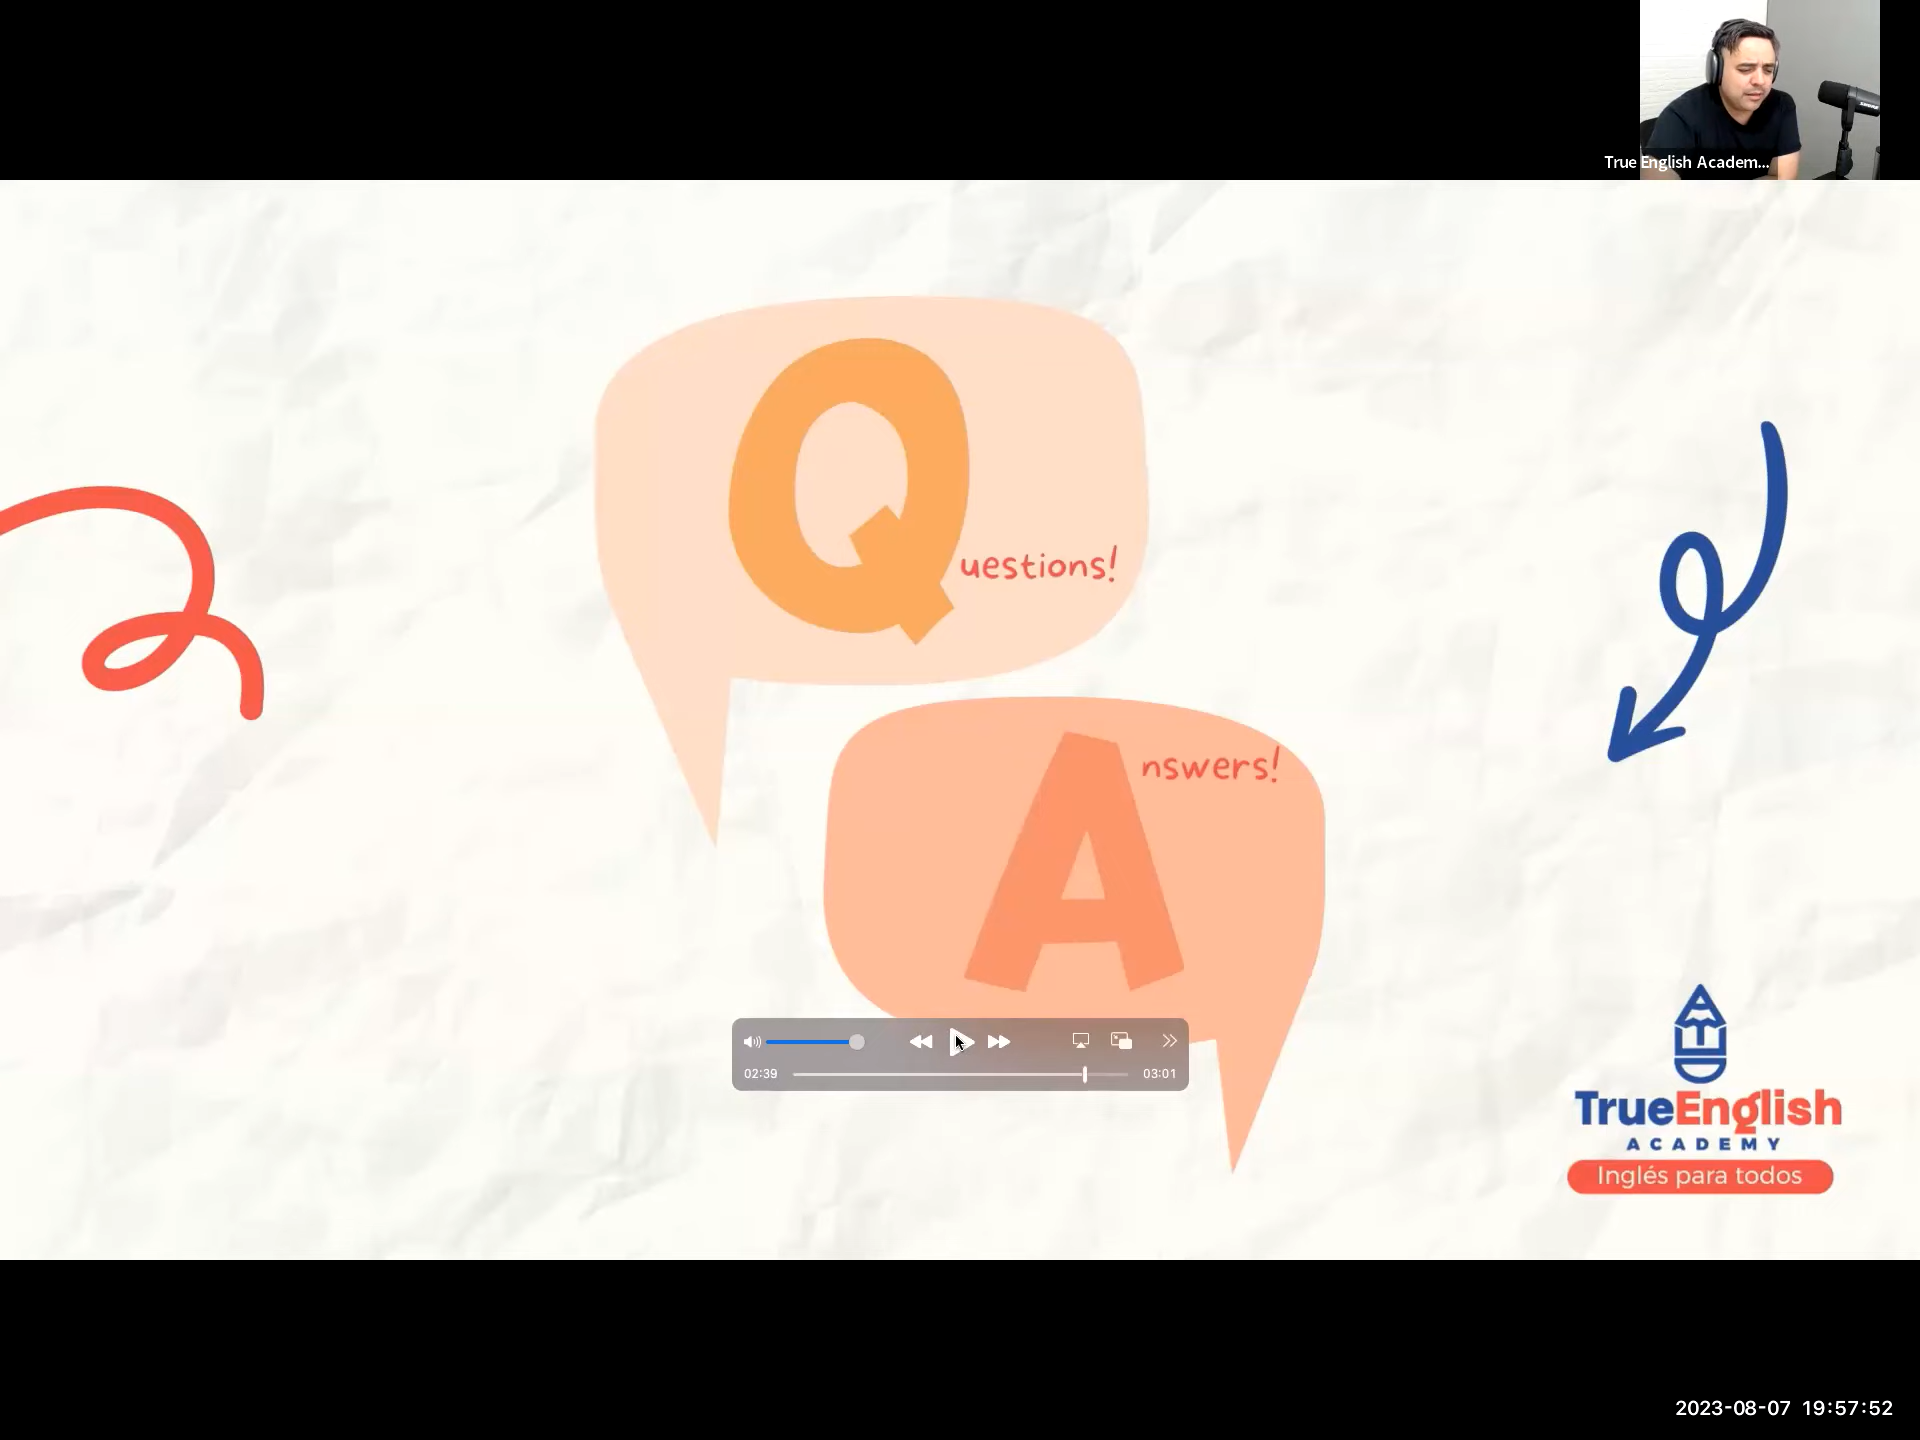 True English Academ...
Questions!
Answers!
02:39
03:01
TrueEnglish
ACADEMY
Inglés para todos
2023-08-07 19:57:52